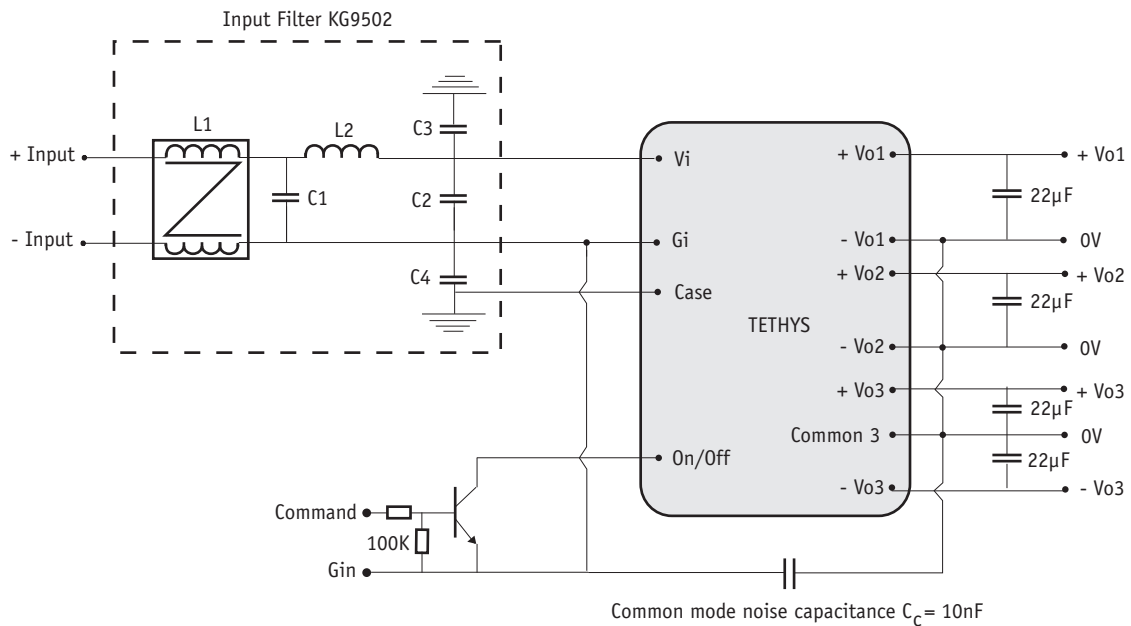 Input Filter KG9502
L1
L2
C3
+ Input
C1
C2
- Input
C4
Vi
Gi
Case
On/Off
TETHYS
+ Vo1
- Vo1
+ Vo2
- Vo2
+ Vo3
Common 3
- Vo3
22µF
22µF
22µF
22µF
+ Vo1
0V
+ Vo2
0V
+ Vo3
0V
- Vo3
Command
100K
Gin
Common mode noise capacitance CC= 10nF